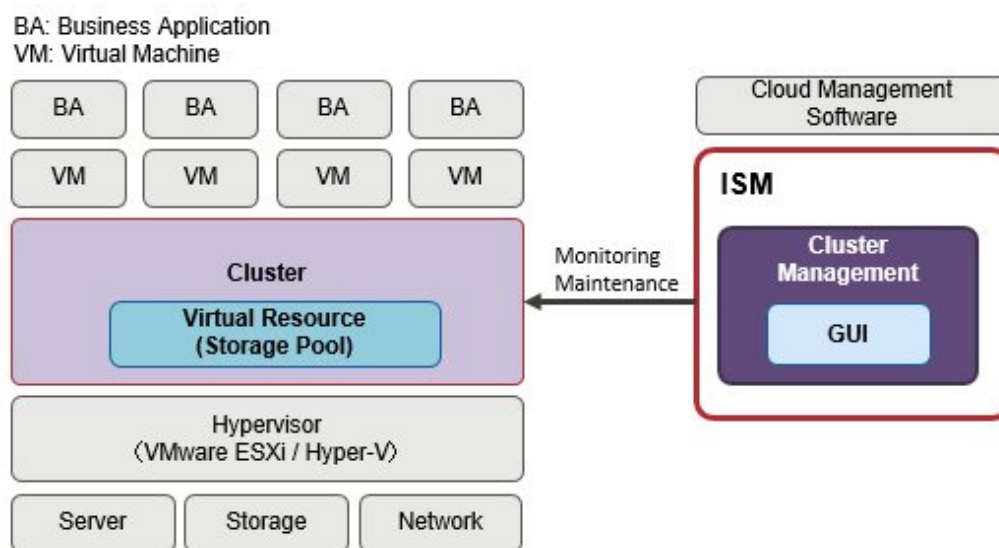 BA: Business Application
VM: Virtual Machine
BA
BA
BA
BA
VM
VM
VM
VM
Cluster
Virtual Resource
(Storage Pool)
Hypervisor
（VMware ESXi / Hyper-V）
Server
Storage
Network
Monitoring
Maintenance
Cloud Management
Software
ISM
Cluster
Management
GUI